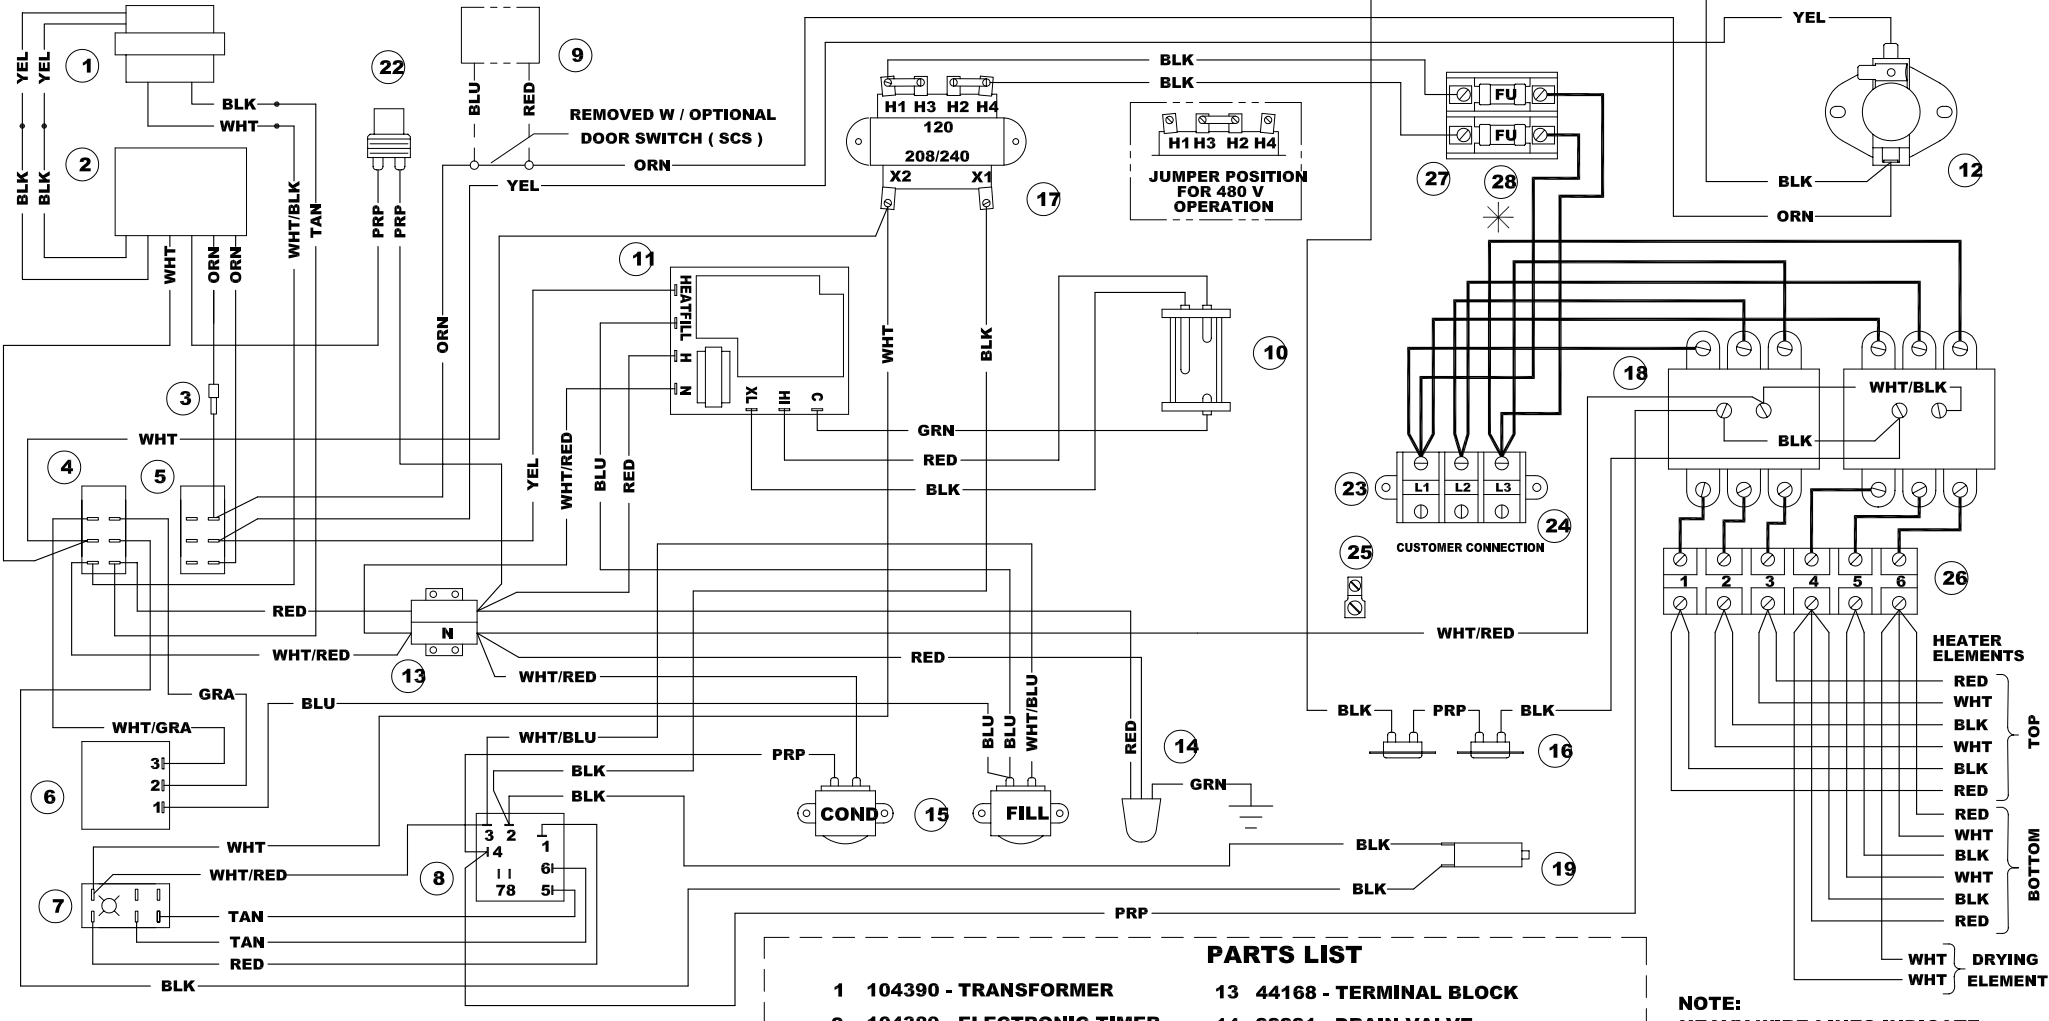 YEL
YEL
1
BLK
WHT
2
BLK
BLK
WHT/BLK
TAN
WHT
ORN
ORN
22
PRP
PRP
BLU
RED
9
REMOVED W / OPTIONAL
DOOR SWITCH ( SCS )
ORN
YEL
H1 H3 H2 H4
120
208/240
X2 X1
17
BLK
BLK
H1 H3 H2 H4
JUMPER POSITION
FOR 480 V
OPERATION
FU
FU
27
28
YEL
12
BLK
ORN
11
HEAT
FILL
H
N
XL
HI
C
WHT
BLK
ORN
10
GRN
RED
BLK
18
WHT/BLK
BLK
3
WHT
4
5
YEL
WHT/RED
BLU
RED
23
L1 L2 L3
24
CUSTOMER CONNECTION
25
1 2 3 4 5 6
26
RED
N
WHT/RED
13
WHT/RED
RED
WHT/RED
GRA
BLU
WHT/GRA
3
2
1
6
WHT/BLU
PRP
BLK
BLK
BLU
BLU
WHT/BLU
RED
14
GRN
COND
15
FILL
BLK
PRP
BLK
16
HEATER
ELEMENTS
RED
WHT
BLK
WHT
BLK
RED
TOP
RED
WHT
BLK
WHT
BLK
RED
BOTTOM
WHT
WHT
DRYING
ELEMENT
WHT
WHT/RED
7
TAN
TAN
RED
BLK
8
3 2 1
4
6
5
78
BLK
BLK
19
PRP
PARTS LIST
1 104390 - TRANSFORMER
13 44168 - TERMINAL BLOCK
NOTE: